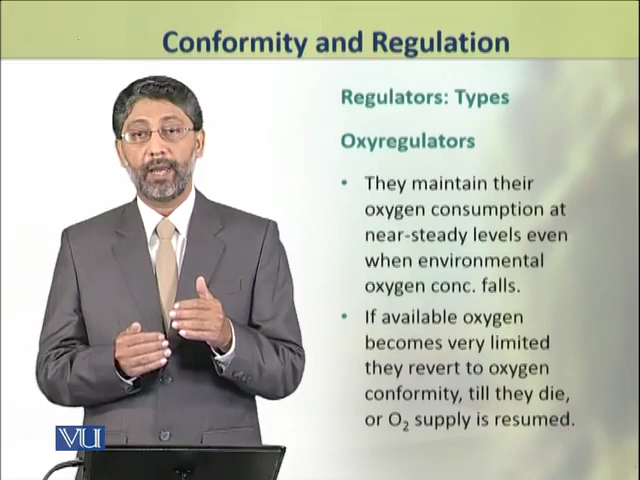 Conformity and Regulation
Regulators: Types
Oxyregulators
• They maintain their
oxygen consumption at
near-steady levels even
when environmental
oxygen conc. falls.
• If available oxygen
becomes very limited
they revert to oxygen
conformity, till they die,
or O₂ supply is resumed.
VU